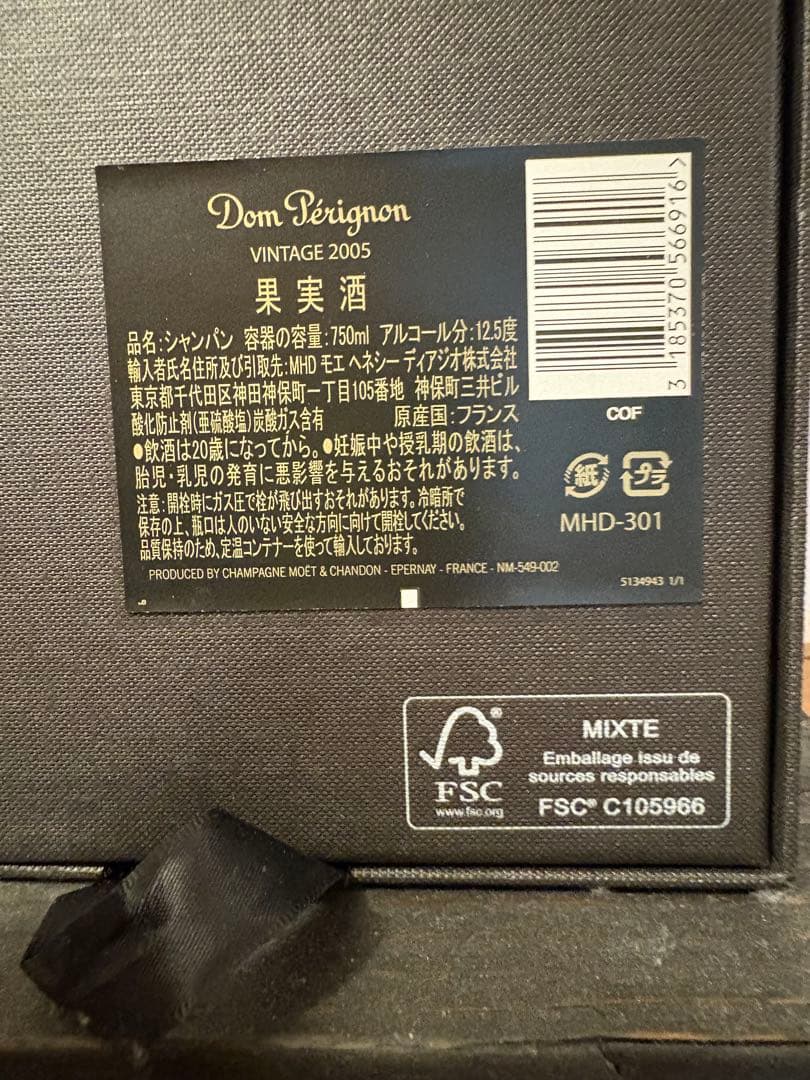 Dom Pérignon
VINTAGE 2005
果実酒
品名:シャンパン 容器の容量:750ml アルコール分:12.5度
輸入者氏名住所及び引取先:MHD モエ ヘネシー ディアジオ株式会社
東京都千代田区神田神保町一丁目105番地 神保町三井ビル
酸化防止剤(亜硫酸塩)炭酸ガス含有 原産国:フランス
●飲酒は20歳になってから。●妊娠中や授乳期の飲酒は、
胎児・乳児の発育に悪影響を与えるおそれがあります。
注意:開栓時にガス圧で栓が飛び出すおそれがあります。冷暗所で
保存の上、瓶口は人のいない安全な方向に向けて開栓してください。
品質保持のため、定温コンテナーを使って輸入しております。
PRODUCED BY CHAMPAGNE MOËT & CHANDON - EPERNAY - FRANCE - NM-549-002
3 185370 566916 >
COF
紙 プラ
MHD-301
5134943 1/1
FSC®
www.fsc.org
MIXTE
Emballage issu de
sources responsables
FSC® C105966